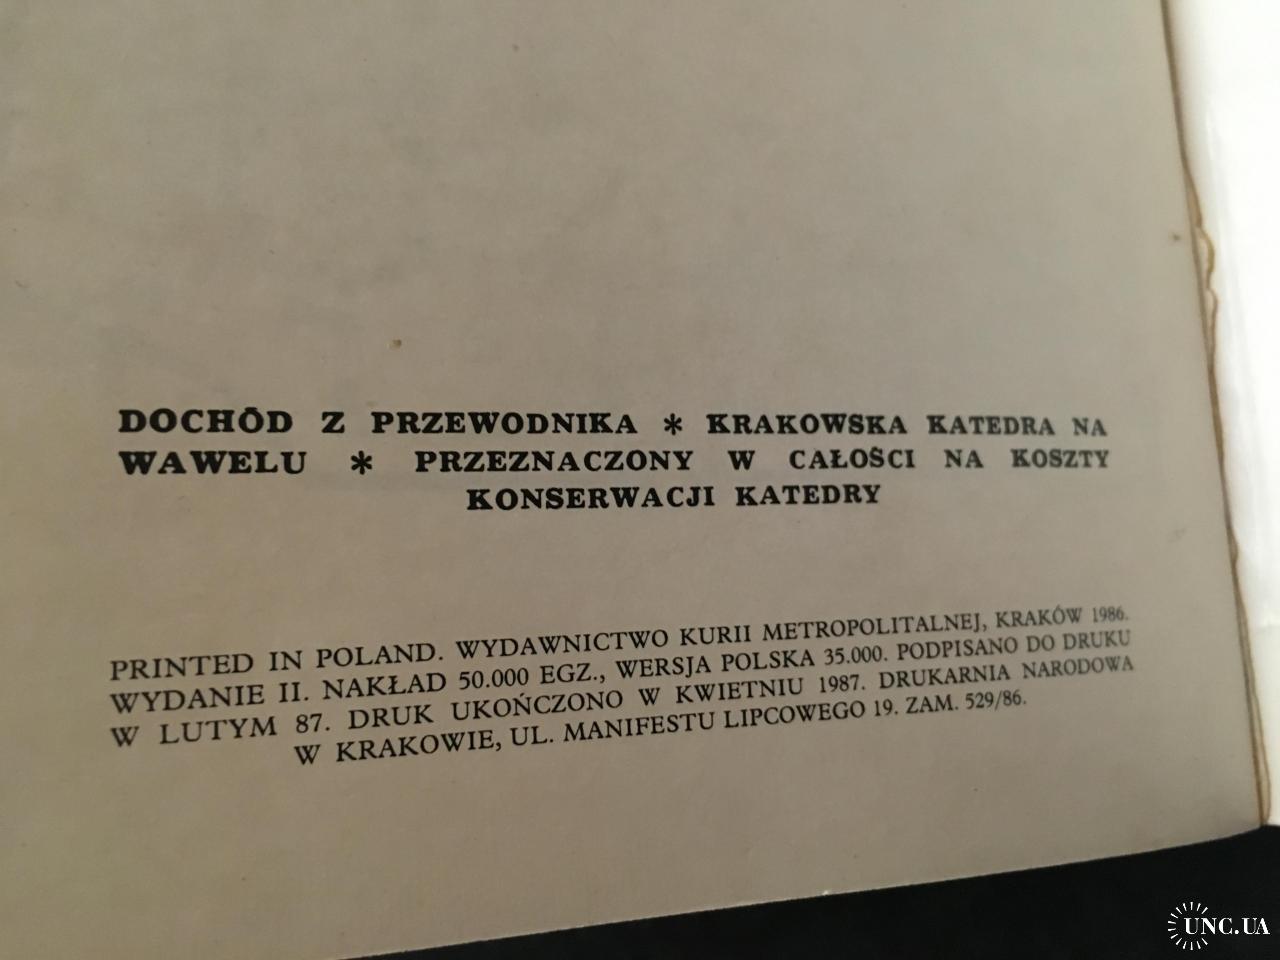 DOCHÓD Z PRZEWODNIKA * KRAKOWSKA KATEDRA NA
WAWELU * PRZEZNACZONY W CAŁOŚCI NA KOSZTY
KONSERWACJI KATEDRY
PRINTED IN POLAND. WYDAWNICTWO KURII METROPOLITALNEJ, KRAKÓW 1986.
WYDANIE II. NAKŁAD 50.000 EGZ., WERSJA POLSKA 35.000. PODPISANO DO DRUKU
W LUTYM 87. DRUK UKOŃCZONO W KWIETNIU 1987. DRUKARNIA NARODOWA
W KRAKOWIE, UL. MANIFESTU LIPCOWEGO 19. ZAM. 529/86.
UNC.UA